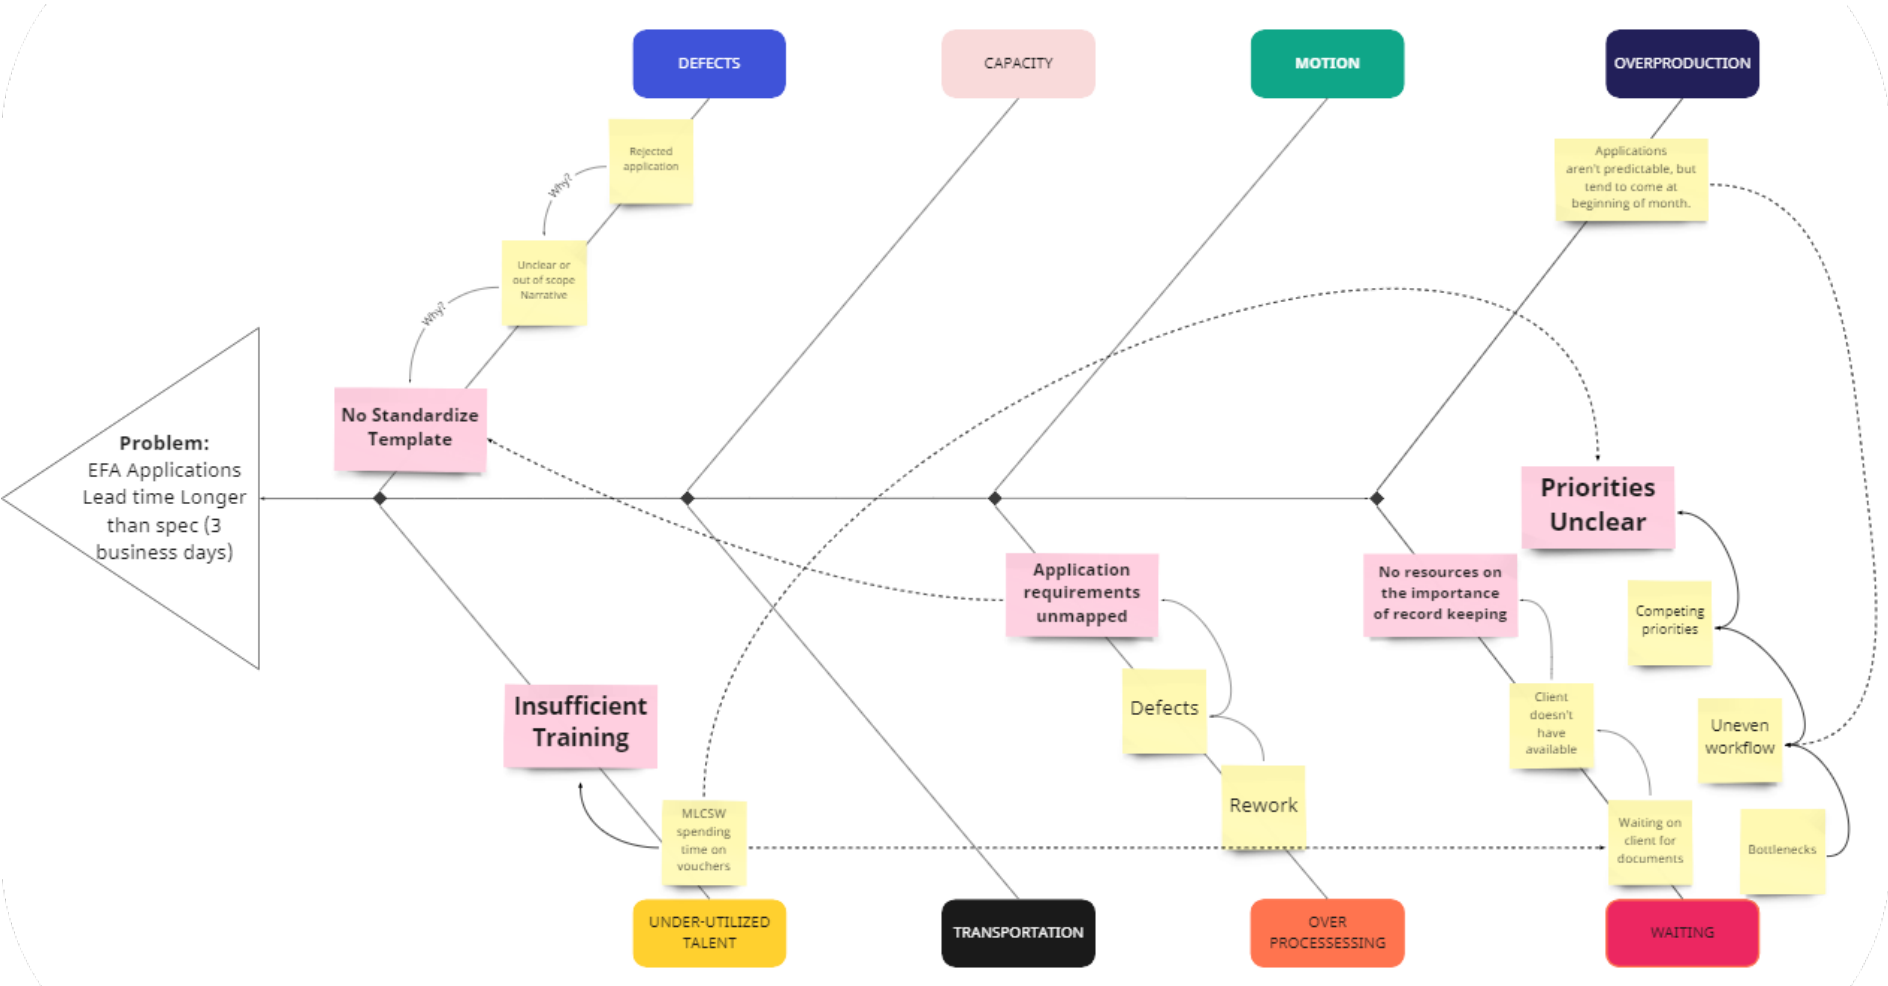 DEFECTS
CAPACITY
MOTION
OVERPRODUCTION
Rejected
application
Why?
Unclear or
out of scope
Narrative
Why?
No Standardize
Template
Applications
aren't predictable, but
tend to come at
beginning of month.
Problem:
EFA Applications
Lead time Longer
than spec (3
business days)
Priorities
Unclear
Application
requirements
unmapped
No resources on
the importance
of record keeping
Competing
priorities
Insufficient
Training
Defects
Client
doesn't
have
available
Uneven
workflow
MLCSW
spending
time on
vouchers
Rework
Waiting on
client for
documents
Bottlenecks
UNDER-UTILIZED
TALENT
TRANSPORTATION
OVER
PROCESSESSING
WAITING